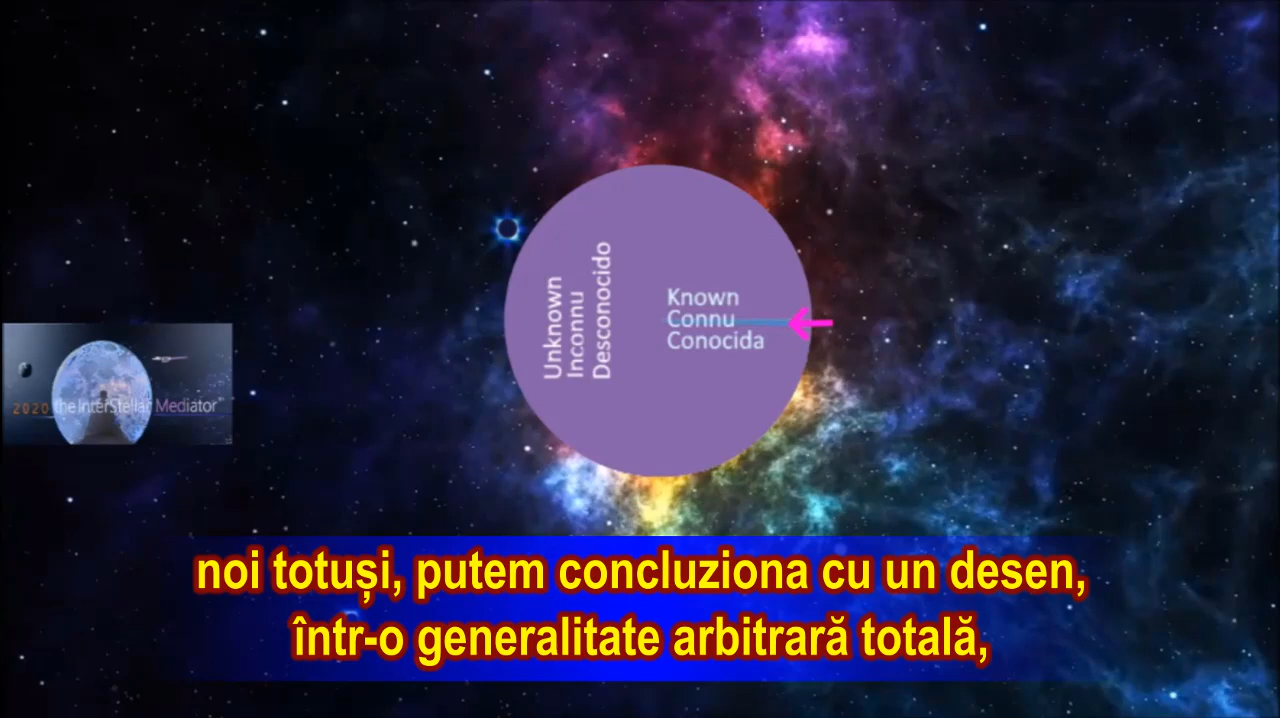 Unknown
Inconnu
Desconocido
Known
Connu
Conocida
2020 the InterStellar Mediator
noi totuși, putem concluziona cu un desen,
într-o generalitate arbitrară totală,